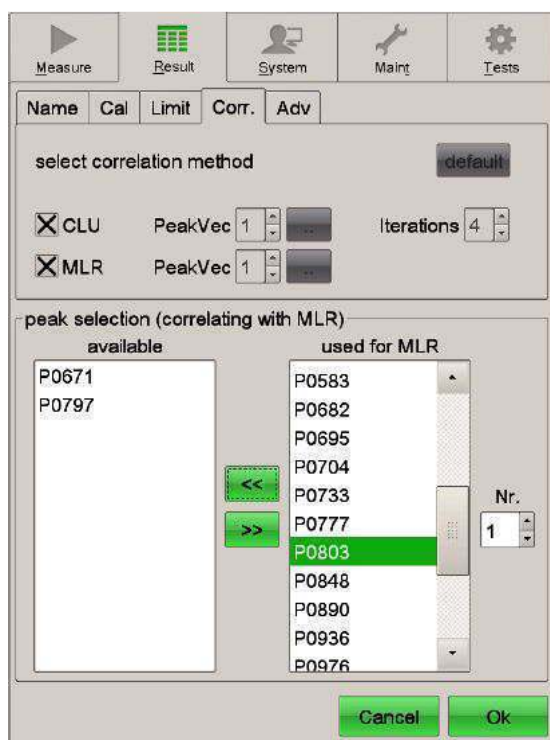 Measure Result System Maint Tests
Name Cal Limit Corr. Adv
select correlation method default
CLU PeakVec 1 .. Iterations 4
MLR PeakVec 1 ..
peak selection (correlating with MLR)
available used for MLR
P0671 P0583
P0797 P0682
P0695
P0704
<< P0733 Nr.
>> P0777 1
P0803
P0848
P0890
P0936
P0976
Cancel Ok